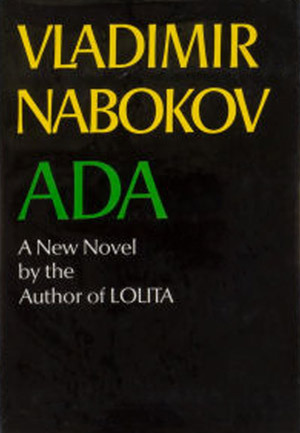 VLADIMIR
NABOKOV
ADA
A New Novel
by the
Author of LOLITA